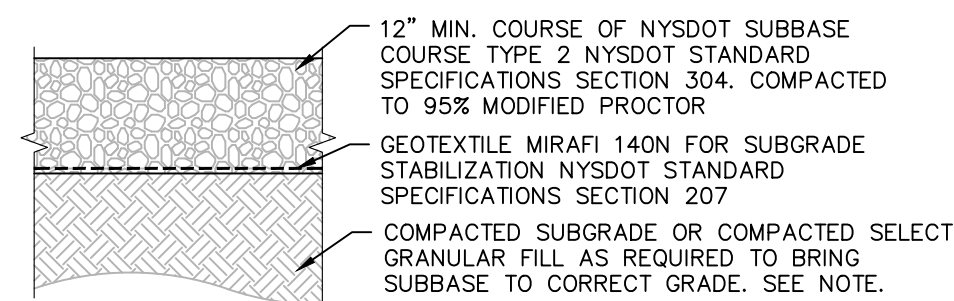 12” MIN. COURSE OF NYSDOT SUBBASE
COURSE TYPE 2 NYSDOT STANDARD
SPECIFICATIONS SECTION 304. COMPACTED
TO 95% MODIFIED PROCTOR
GEOTEXTILE MIRAFI 140N FOR SUBGRADE
STABILIZATION NYSDOT STANDARD
SPECIFICATIONS SECTION 207
COMPACTED SUBGRADE OR COMPACTED SELECT
GRANULAR FILL AS REQUIRED TO BRING
SUBBASE TO CORRECT GRADE. SEE NOTE.